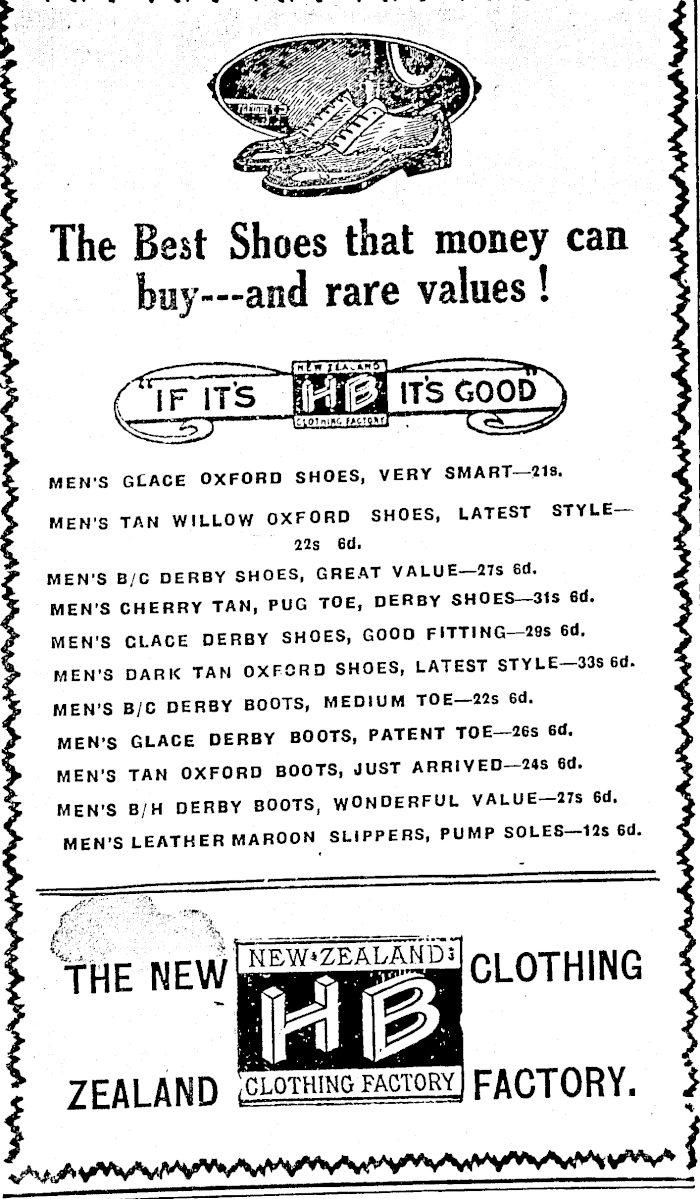 The Best Shoes that money can
buy---and rare values!
"IF IT'S NEW ZEALAND HB CLOTHING FACTORY IT'S GOOD"
MEN'S GLACE OXFORD SHOES, VERY SMART—21s.
MEN'S TAN WILLOW OXFORD SHOES, LATEST STYLE—
22s 6d.
MEN'S B/C DERBY SHOES, GREAT VALUE—27s 6d.
MEN'S CHERRY TAN, PUG TOE, DERBY SHOES—31s 6d.
MEN'S GLACE DERBY SHOES, GOOD FITTING—29s 6d.
MEN'S DARK TAN OXFORD SHOES, LATEST STYLE—33s 6d.
MEN'S B/C DERBY BOOTS, MEDIUM TOE—22s 6d.
MEN'S GLACE DERBY BOOTS, PATENT TOE—26s 6d.
MEN'S TAN OXFORD BOOTS, JUST ARRIVED—24s 6d.
MEN'S B/H DERBY BOOTS, WONDERFUL VALUE—27s 6d.
MEN'S LEATHER MAROON SLIPPERS, PUMP SOLES—12s 6d.
THE NEW
ZEALAND
NEW ZEALAND
HB
CLOTHING FACTORY
CLOTHING
FACTORY.